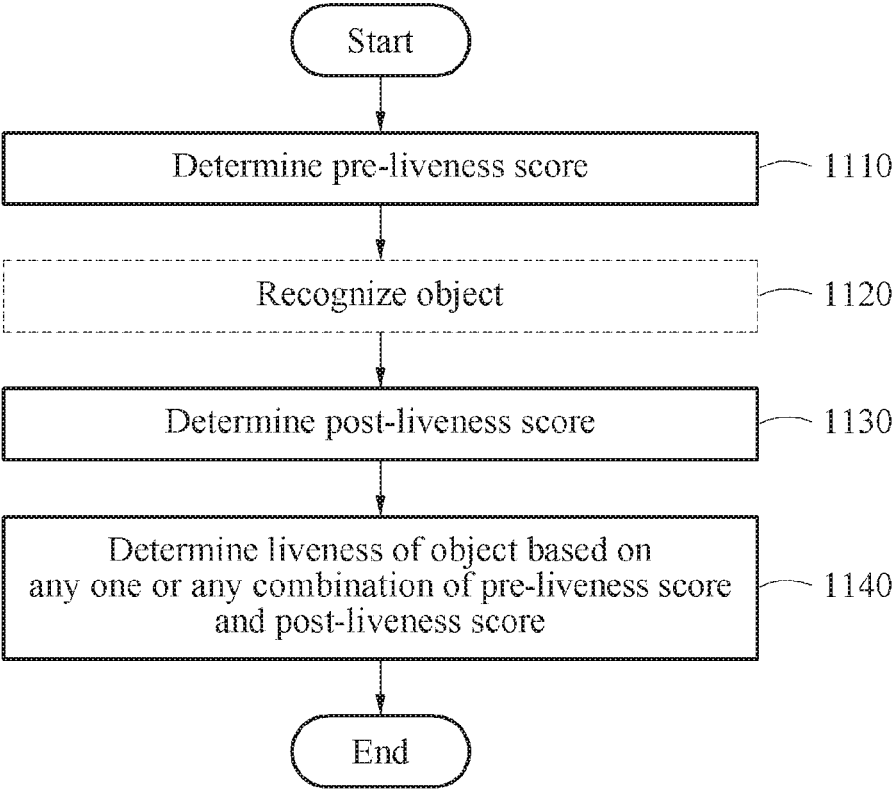 Start
Determine pre-liveness score
1110
Recognize object
1120
Determine post-liveness score
1130
Determine liveness of object based on
any one or any combination of pre-liveness score
and post-liveness score
1140
End